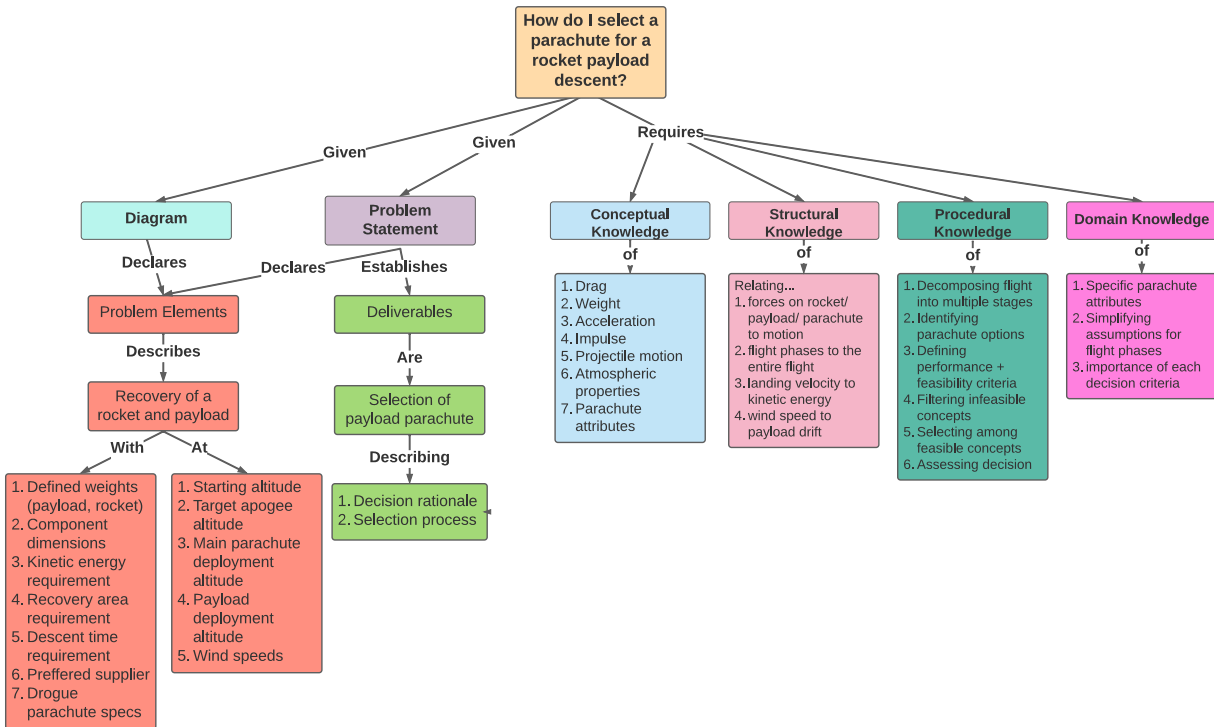 How do I select a
parachute for a
rocket payload
descent?
Given
Given
Requires
Diagram
Problem
Statement
Conceptual
Knowledge
Structural
Knowledge
Procedural
Knowledge
Domain Knowledge
Declares
Declares
Establishes
of
of
of
of
Problem Elements
Deliverables
Describes
Are
Recovery of a
rocket and payload
Selection of
payload parachute
With
At
Describing
1. Defined weights
(payload, rocket)
2. Component
dimensions
3. Kinetic energy
requirement
4. Recovery area
requirement
5. Descent time
requirement
6. Preffered supplier
7. Drogue
parachute specs
1. Starting altitude
2. Target apogee
altitude
3. Main parachute
deployment
altitude
4. Payload
deployment
altitude
5. Wind speeds
1. Decision rationale
2. Selection process
1. Drag
2. Weight
3. Acceleration
4. Impulse
5. Projectile motion
6. Atmospheric
properties
7. Parachute
attributes
Relating...
1. forces on rocket/
payload/ parachute
to motion
2. flight phases to the
entire flight
3. landing velocity to
kinetic energy
4. wind speed to
payload drift
1. Decomposing flight
into multiple stages
2. Identifying
parachute options
3. Defining
performance +
feasibility criteria
4. Filtering infeasible
concepts
5. Selecting among
feasible concepts
6. Assessing decision
1. Specific parachute
attributes
2. Simplifying
assumptions for
flight phases
3. importance of each
decision criteria